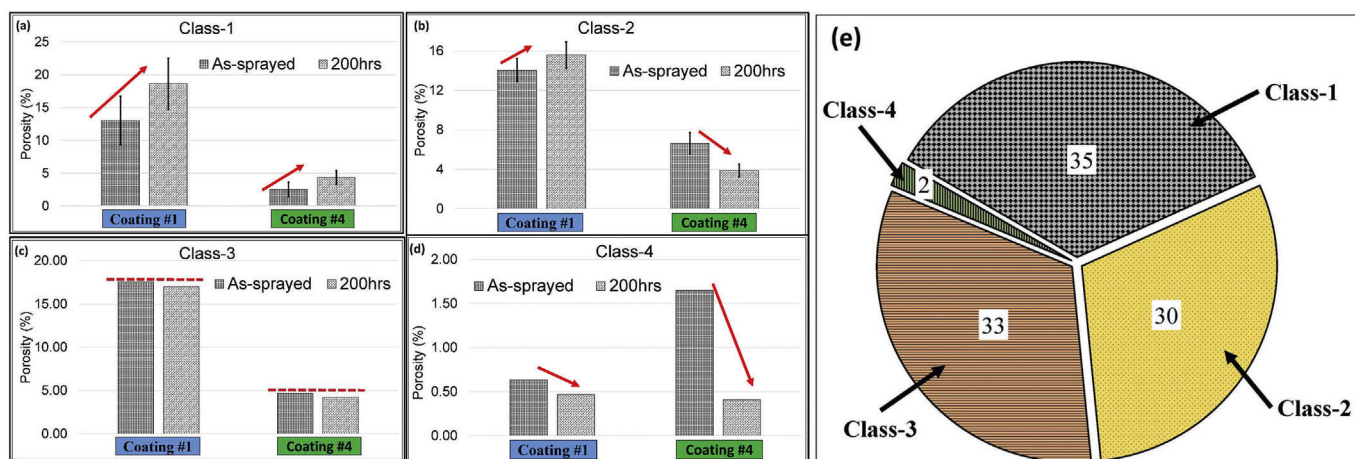 (a)
Class-1
Porosity (%)
25
20
15
10
5
0
As-sprayed
200hrs
Coating #1
Coating #4
(b)
Class-2
Porosity (%)
16
12
8
4
0
As-sprayed
200hrs
Coating #1
Coating #4
(c)
Class-3
Porosity (%)
20.00
15.00
10.00
5.00
0.00
As-sprayed
200hrs
Coating #1
Coating #4
(d)
Class-4
Porosity (%)
2.00
1.50
1.00
0.50
0.00
As-sprayed
200hrs
Coating #1
Coating #4
(e)
Class-1
Class-4
35
2
33
30
Class-3
Class-2